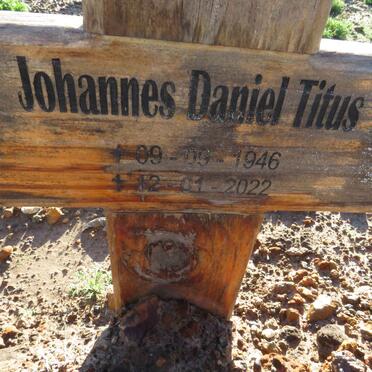 Johannes Daniel Titus
† 09 - 09 - 1946
† 12 - 01 - 2022